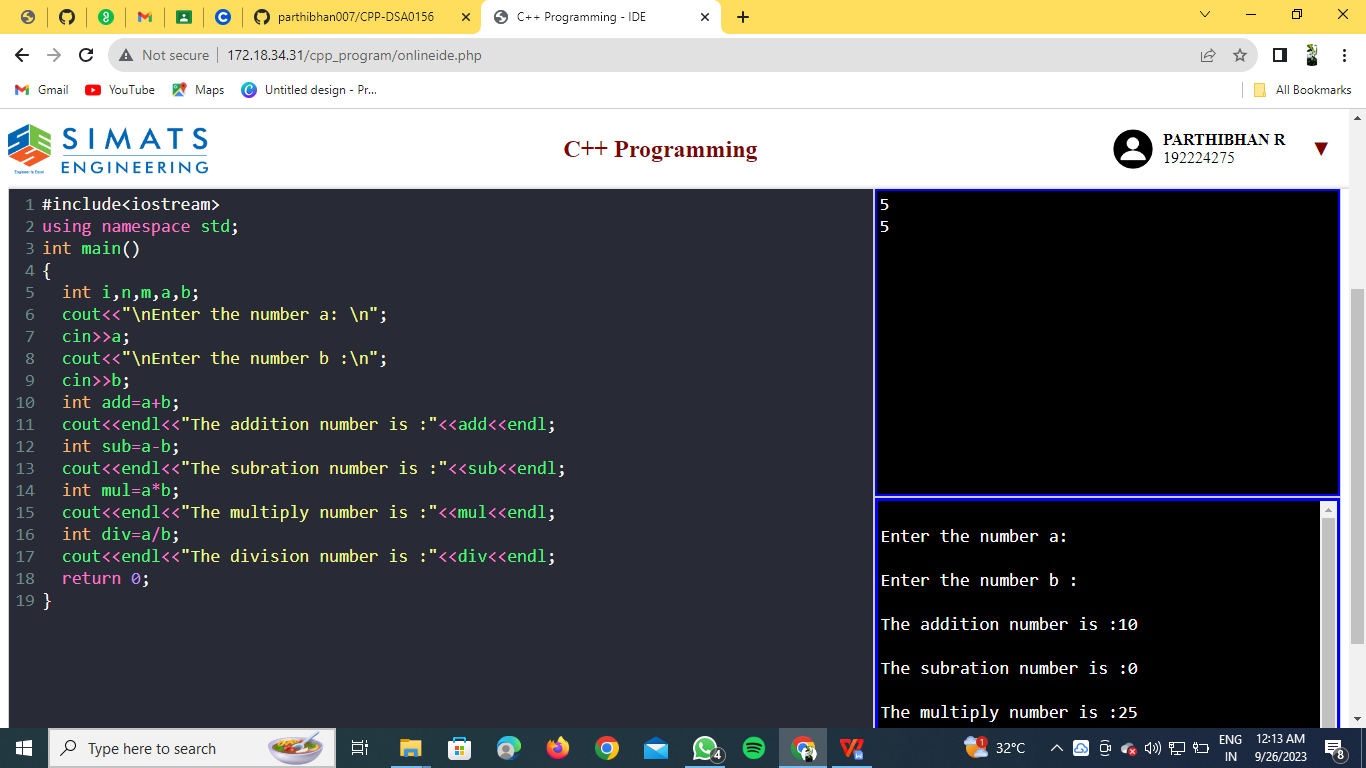 parthibhan007/CPP-DSA0156
C++ Programming - IDE
Not secure
172.18.34.31/cpp_program/onlineide.php
Gmail
YouTube
Maps
Untitled design - Pr...
All Bookmarks
SIMATS
ENGINEERING
Engineer to Excel
C++ Programming
PARTHIBHAN R
192224275
1 #include<iostream>
2 using namespace std;
3 int main()
4 {
5 int i,n,m,a,b;
6 cout<<"\nEnter the number a: \n";
7 cin>>a;
8 cout<<"\nEnter the number b :\n";
9 cin>>b;
10 int add=a+b;
11 cout<<endl<<"The addition number is :"<<add<<endl;
12 int sub=a-b;
13 cout<<endl<<"The subration number is :"<<sub<<endl;
14 int mul=a*b;
15 cout<<endl<<"The multiply number is :"<<mul<<endl;
16 int div=a/b;
17 cout<<endl<<"The division number is :"<<div<<endl;
18 return 0;
19 }
5
5
Enter the number a:
Enter the number b :
The addition number is :10
The subration number is :0
The multiply number is :25
Type here to search
4
1
32°C
ENG
IN
12:13 AM
9/26/2023
8